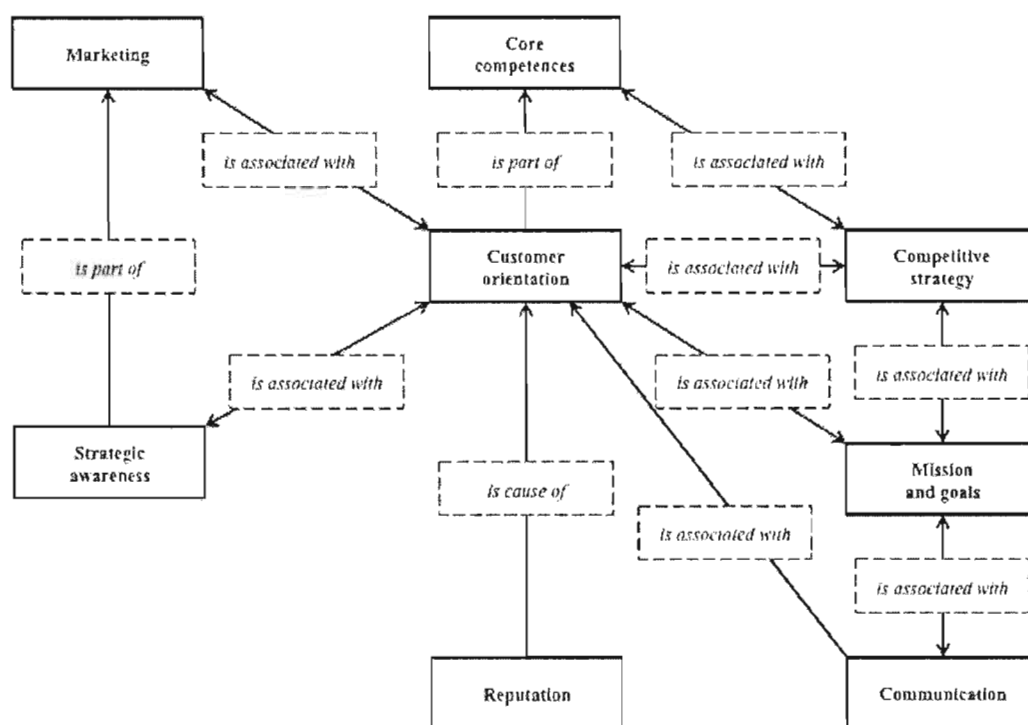 Marketing
Core
competences
is associated with
is part of
is associated with
is part of
Customer
orientation
is associated with
Competitive
strategy
is associated with
is associated with
is associated with
Strategic
awareness
Mission
and goals
is cause of
is associated with
is associated with
Reputation
Communication